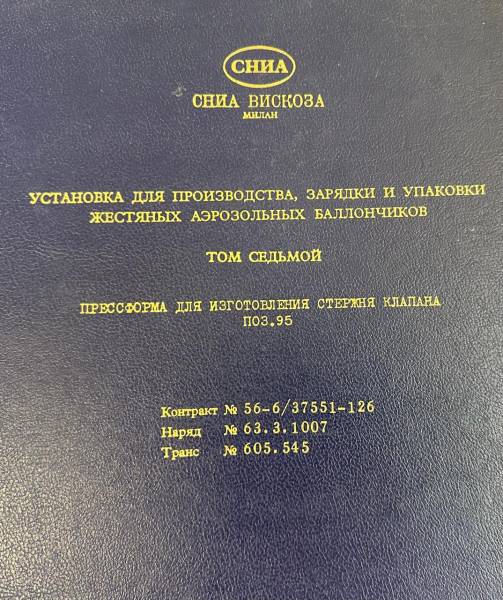 СНИА
СНИА ВИСКОЗА
МИЛАН
УСТАНОВКА ДЛЯ ПРОИЗВОДСТВА, ЗАРЯДКИ И УПАКОВКИ
ЖЕСТЯНЫХ АЭРОЗОЛЬНЫХ БАЛЛОНЧИКОВ
ТОМ СЕДЬМОЙ
ПРЕССФОРМА ДЛЯ ИЗГОТОВЛЕНИЯ СТЕРЖНЯ КЛАПАНА
ПОЗ.95
Контракт № 56-6/37551-126
Наряд № 63.3.1007
Транс № 605.545